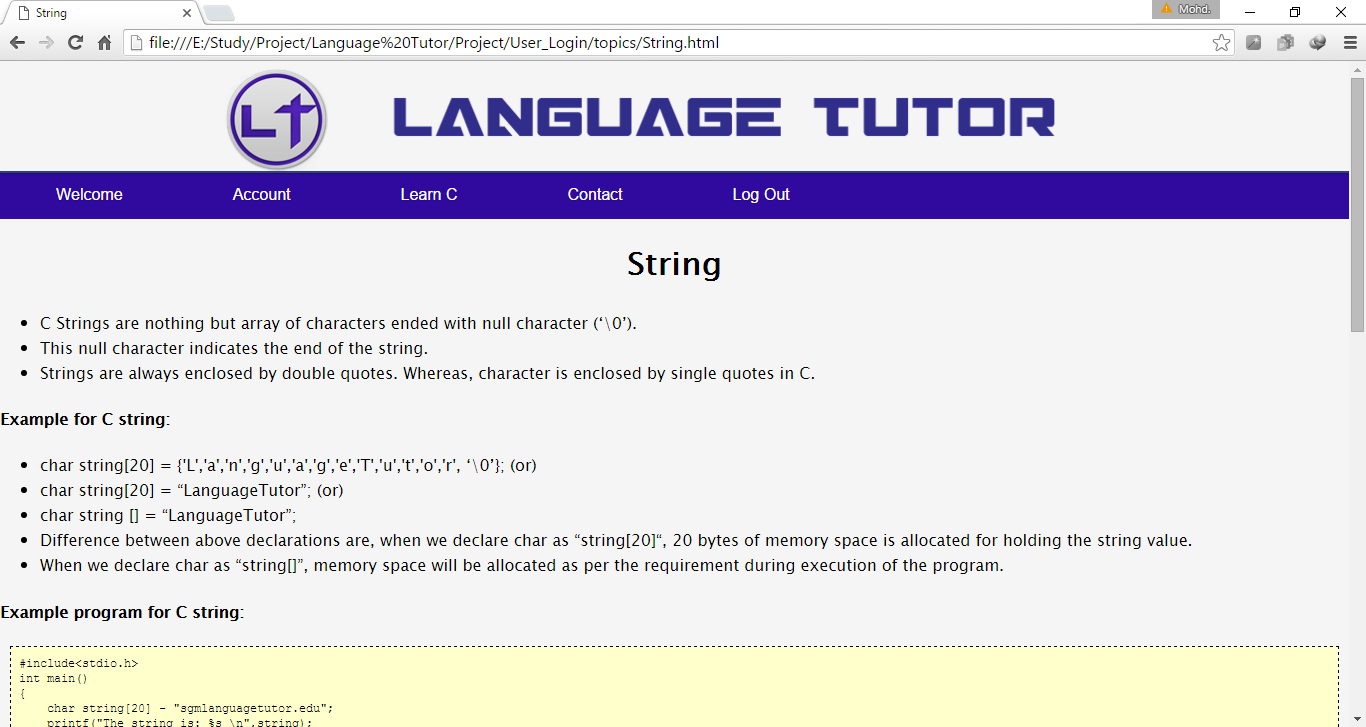 String
Mohd.
file:///E:/Study/Project/Language%20Tutor/Project/User_Login/topics/String.html
LT LANGUAGE TUTOR
Welcome Account Learn C Contact Log Out
String
• C Strings are nothing but array of characters ended with null character (‘\0’).
• This null character indicates the end of the string.
• Strings are always enclosed by double quotes. Whereas, character is enclosed by single quotes in C.
Example for C string:
• char string[20] = {'L','a','n','g','u','a','g','e','T','u','t','o','r', ‘\0’}; (or)
• char string[20] = “LanguageTutor”; (or)
• char string [] = “LanguageTutor”;
• Difference between above declarations are, when we declare char as “string[20]“, 20 bytes of memory space is allocated for holding the string value.
• When we declare char as “string[]”, memory space will be allocated as per the requirement during execution of the program.
Example program for C string:
#include<stdio.h>
int main()
{
char string[20] - "sgmlanguagetutor.edu";
printf("The string is: %s \n",string);